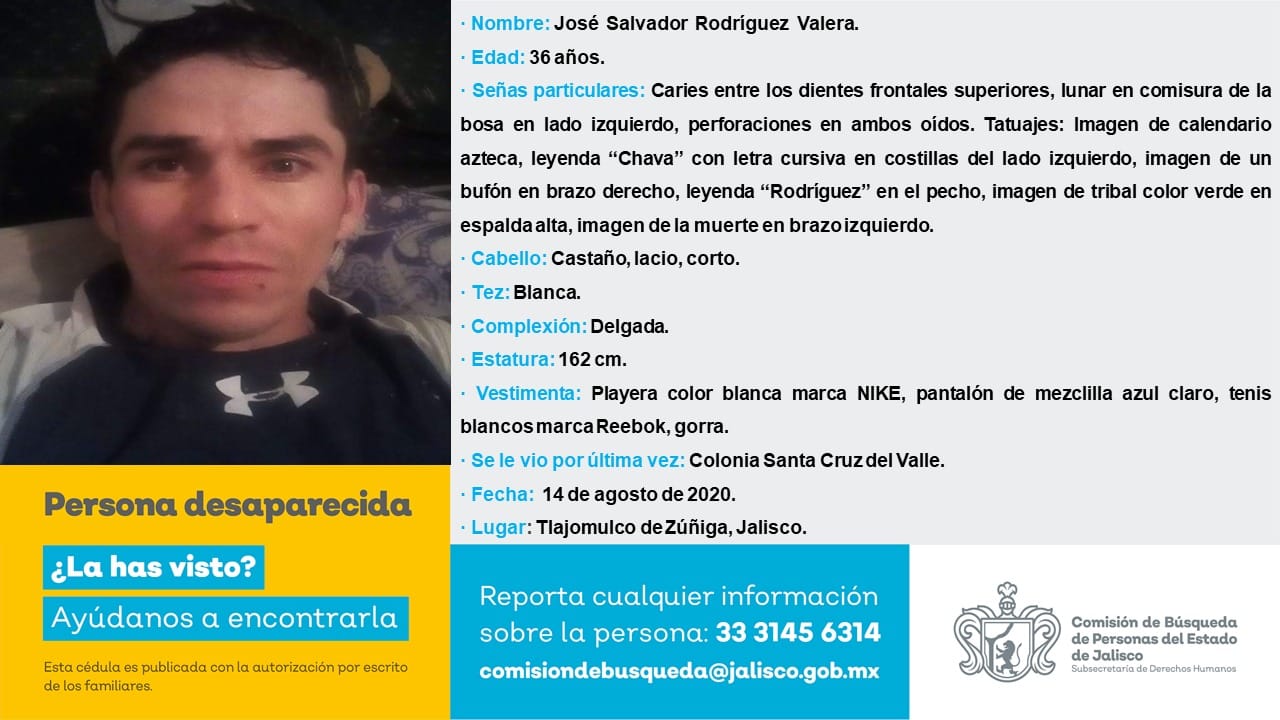 · Nombre: José Salvador Rodríguez Valera.
· Edad: 36 años.
· Señas particulares: Caries entre los dientes frontales superiores, lunar en comisura de la
bosa en lado izquierdo, perforaciones en ambos oídos. Tatuajes: Imagen de calendario
azteca, leyenda “Chava” con letra cursiva en costillas del lado izquierdo, imagen de un
bufón en brazo derecho, leyenda “Rodríguez” en el pecho, imagen de tribal color verde en
espalda alta, imagen de la muerte en brazo izquierdo.
· Cabello: Castaño, lacio, corto.
· Tez: Blanca.
· Complexión: Delgada.
· Estatura: 162 cm.
· Vestimenta: Playera color blanca marca NIKE, pantalón de mezclilla azul claro, tenis
blancos marca Reebok, gorra.
· Se le vio por última vez: Colonia Santa Cruz del Valle.
· Fecha: 14 de agosto de 2020.
· Lugar: Tlajomulco de Zúñiga, Jalisco.
Persona desaparecida
¿La has visto?
Ayúdanos a encontrarla
Esta cédula es publicada con la autorización por escrito
de los familiares.
Reporta cualquier información
sobre la persona: 33 3145 6314
comisiondebusqueda@jalisco.gob.mx
Comisión de Búsqueda
de Personas del Estado
de Jalisco
Subsecretaría de Derechos Humanos